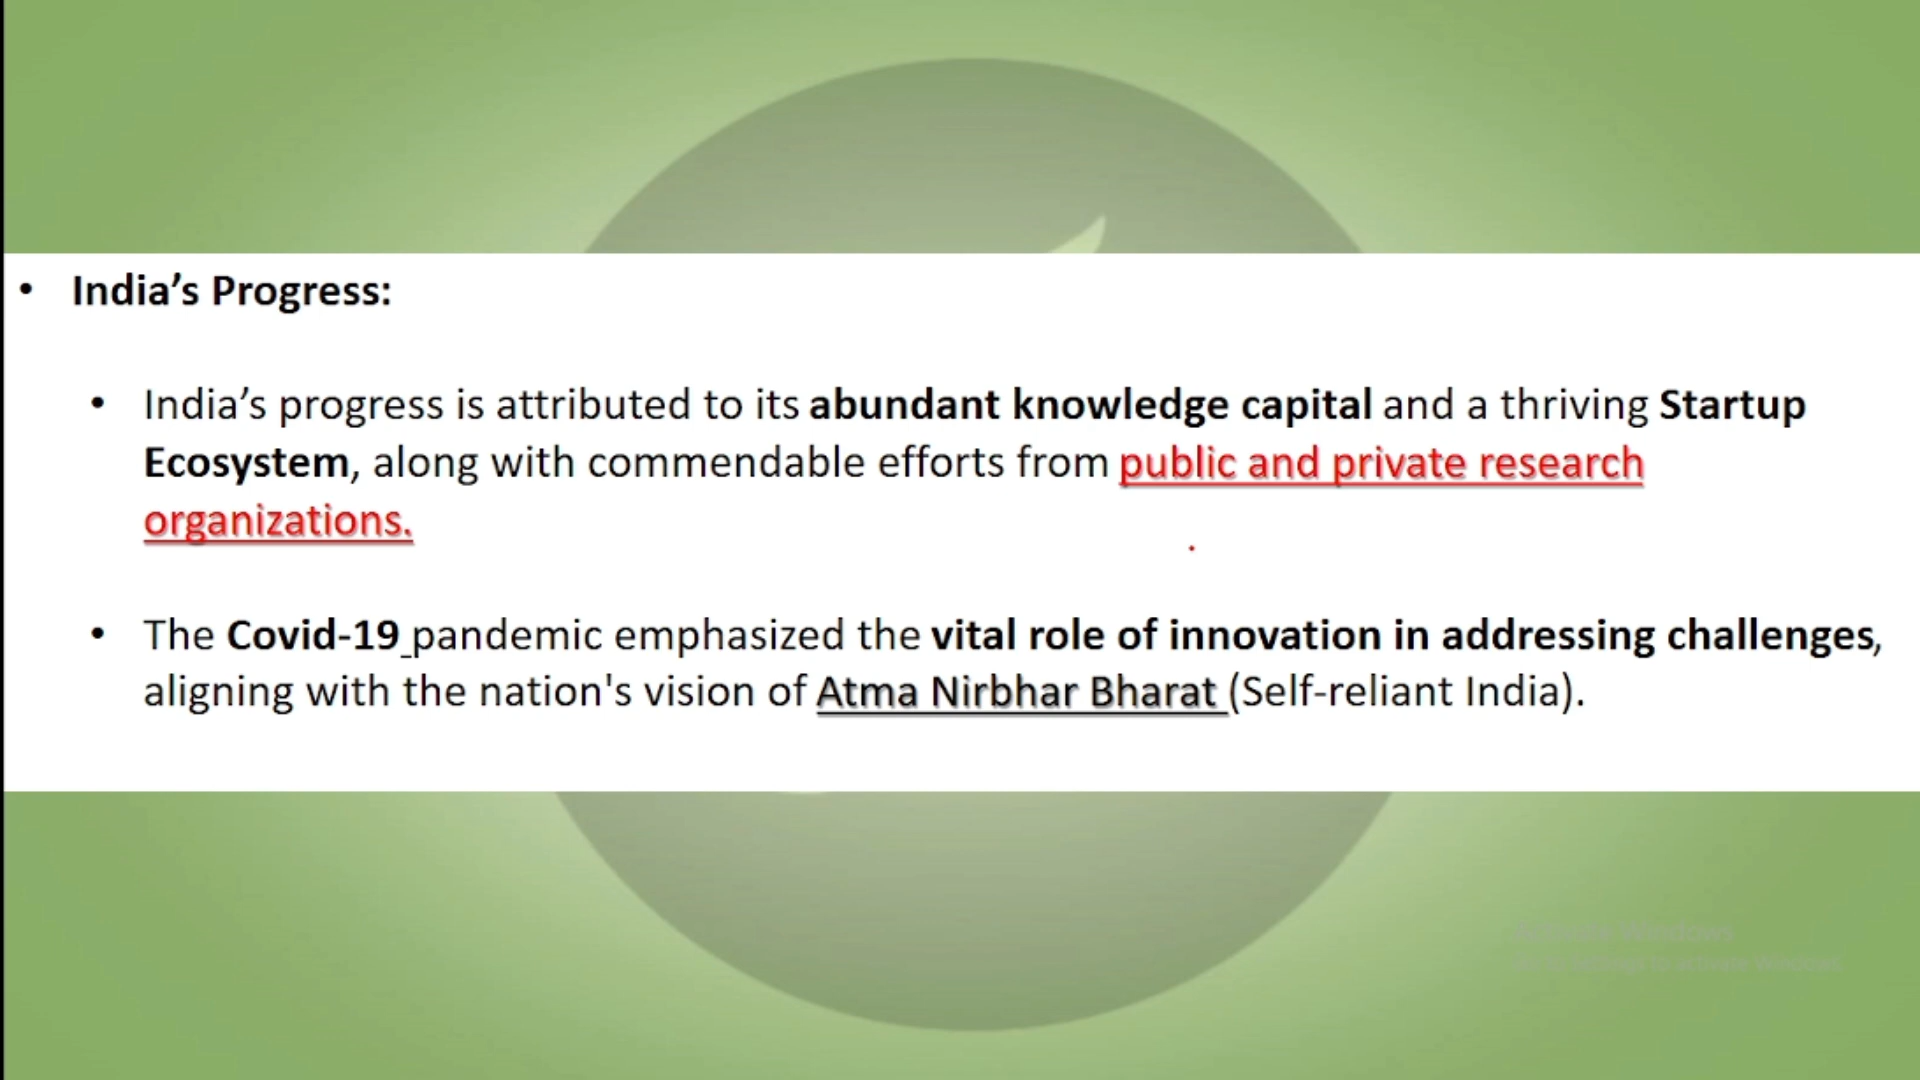 • India’s Progress:
• India’s progress is attributed to its abundant knowledge capital and a thriving Startup
Ecosystem, along with commendable efforts from public and private research
organizations.
• The Covid-19 pandemic emphasized the vital role of innovation in addressing challenges,
aligning with the nation's vision of Atma Nirbhar Bharat (Self-reliant India).
Activate Windows